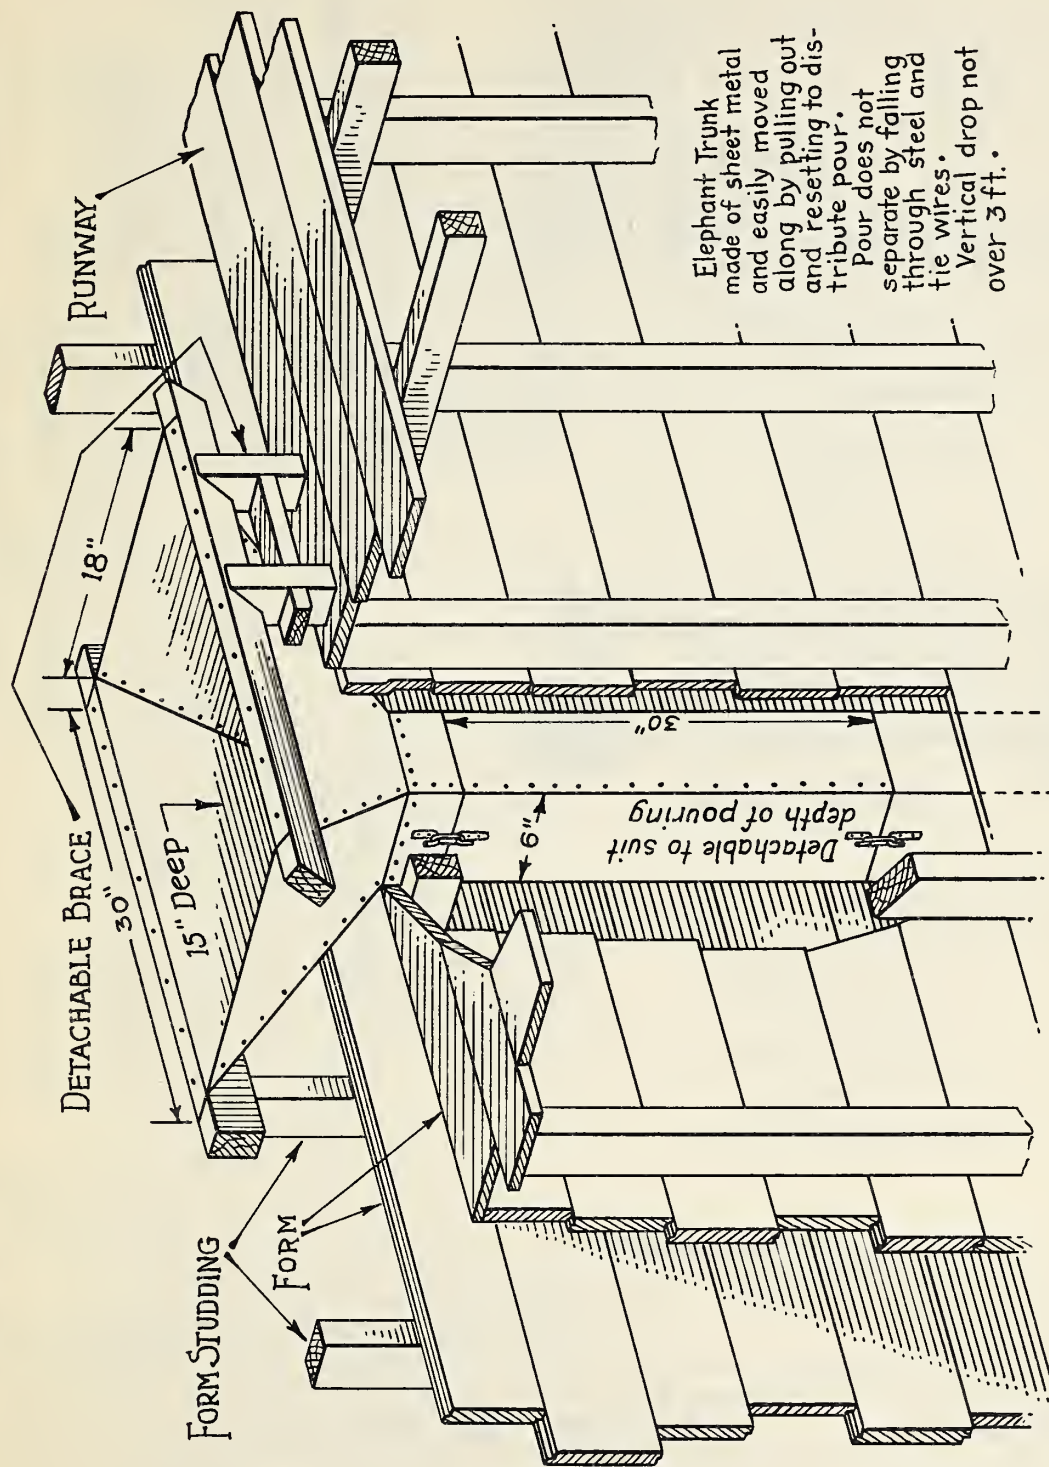 RUNWAY
18"
DETACHABLE BRACE
30"
15" DEEP
FORM STUDDING
FORM
30"
6"
Detachable to suit
depth of pouring
Elephant Trunk
made of sheet metal
and easily moved
along by pulling out
and resetting to dis-
tribute pour.
Pour does not
separate by falling
through steel and
tie wires.
Vertical drop not
over 3 ft.